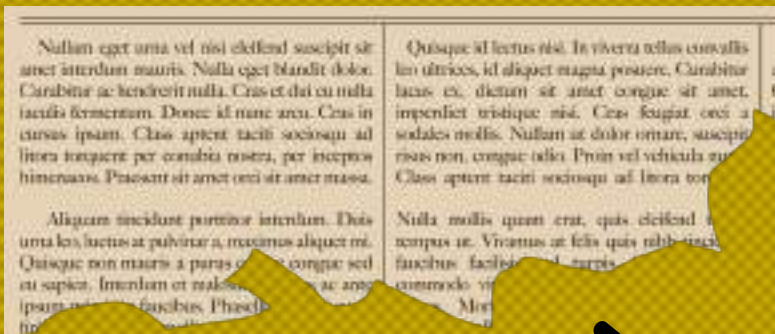 Nullam eget urna vel nisi eleifend suscipit sit
amet interdum mauris. Nulla eget blandit dolor.
Curabitur ac hendrerit nulla. Cras et dui eu nulla
iaculis fermentum. Donec id nunc arcu. Cras in
cursus ipsum. Class aptent taciti sociosqu ad
litora torquent per conubia nostra, per inceptos
himenaeos. Praesent sit amet orci sit amet massa.
Aliquam tincidunt porttitor interdum. Duis
urna leo, luctus at pulvinar a, maximus aliquet mi.
Quisque non mauris a purus congue sed
eu sapien. Interdum et ac ante
ipsum faucibus.
Quisque id lectus nisi. In viverra tellus convallis
leo ultrices, id aliquet magna posuere. Curabitur
lacus ex, dictum sit amet congue sit amet,
imperdiet tristique nisi. Cras feugiat orci a
sodales mollis. Nullam at dolor ornare, suscipit
risus non, congue odio. Proin vel vehicula
Class aptent taciti sociosqu ad litora
Nulla mollis quam erat, quis eleifend
tempus ut. Vivamus at felis quis nibh
faucibus turpis
commodo